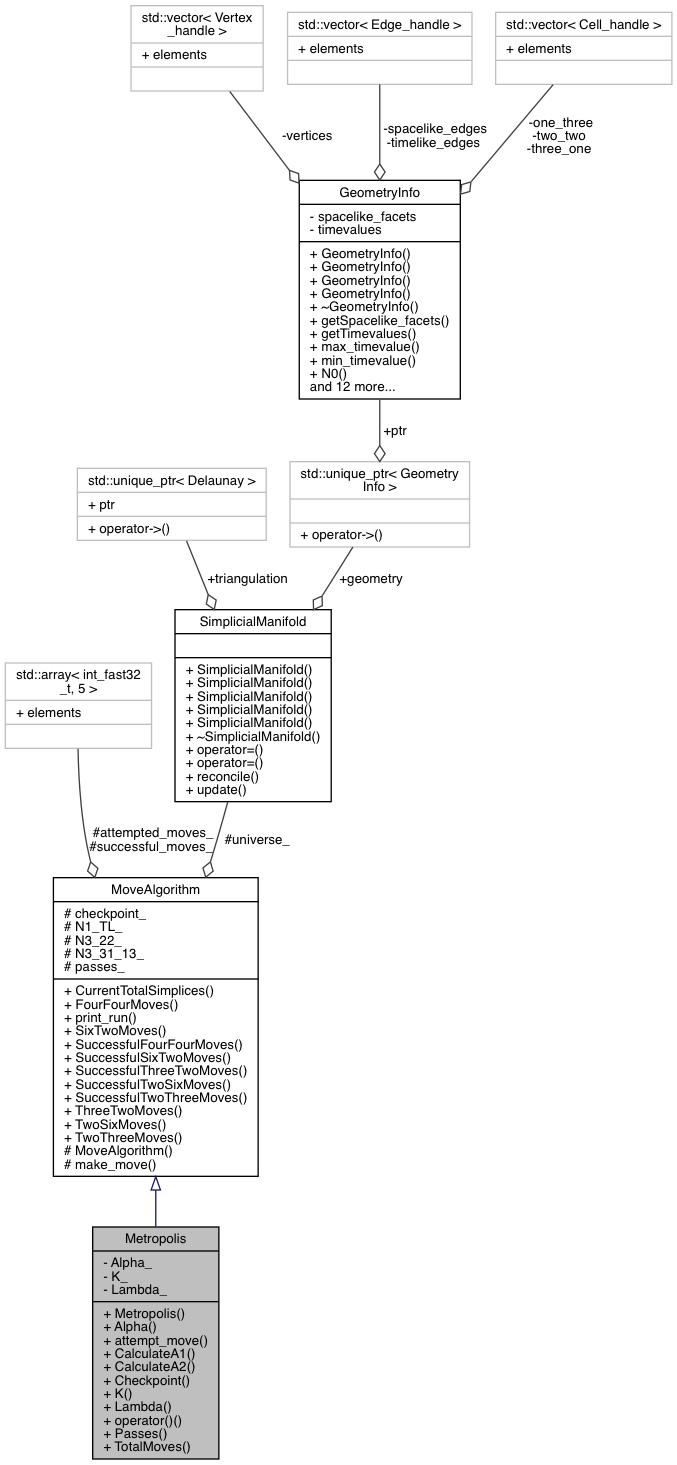 std::vector< Vertex
_handle >
+ elements
std::vector< Edge_handle >
+ elements
std::vector< Cell_handle >
+ elements
-vertices
-spacelike_edges
-timelike_edges
-one_three
-two_two
-three_one
GeometryInfo
- spacelike_facets
- timevalues
+ GeometryInfo()
+ GeometryInfo()
+ GeometryInfo()
+ GeometryInfo()
+ ~GeometryInfo()
+ getSpacelike_facets()
+ getTimevalues()
+ max_timevalue()
+ min_timevalue()
+ N0()
and 12 more...
+ptr
std::unique_ptr< Delaunay >
+ ptr
+ operator->()
std::unique_ptr< Geometry
Info >
+ operator->()
+triangulation
+geometry
SimplicialManifold
+ SimplicialManifold()
+ SimplicialManifold()
+ SimplicialManifold()
+ SimplicialManifold()
+ SimplicialManifold()
+ ~SimplicialManifold()
+ operator=()
+ operator=()
+ reconcile()
+ update()
std::array< int_fast32
_t, 5 >
+ elements
#attempted_moves_
#successful_moves_
#universe_
MoveAlgorithm
# checkpoint_
# N1_TL_
# N3_22_
# N3_31_13_
# passes_
+ CurrentTotalSimplices()
+ FourFourMoves()
+ print_run()
+ SixTwoMoves()
+ SuccessfulFourFourMoves()
+ SuccessfulSixTwoMoves()
+ SuccessfulThreeTwoMoves()
+ SuccessfulTwoSixMoves()
+ SuccessfulTwoThreeMoves()
+ ThreeTwoMoves()
+ TwoSixMoves()
+ TwoThreeMoves()
# MoveAlgorithm()
# make_move()
Metropolis
- Alpha_
- K_
- Lambda_
+ Metropolis()
+ Alpha()
+ attempt_move()
+ CalculateA1()
+ CalculateA2()
+ Checkpoint()
+ K()
+ Lambda()
+ operator()()
+ Passes()
+ TotalMoves()